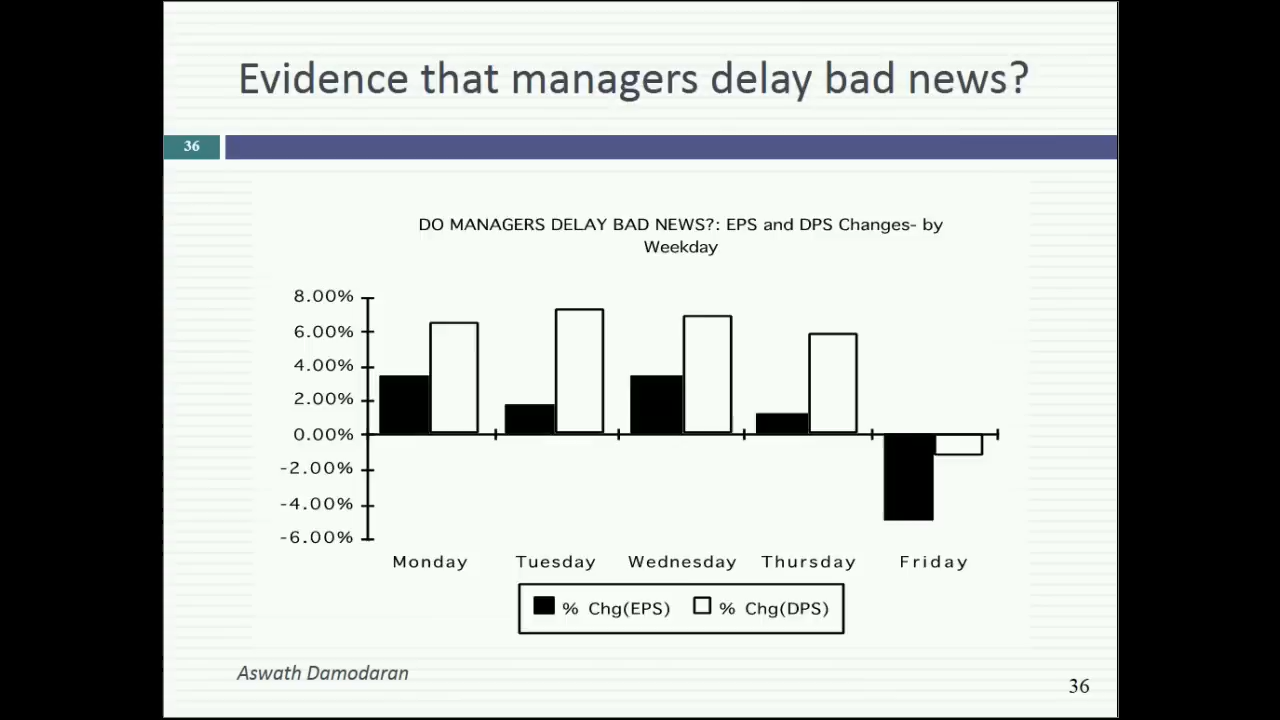 Evidence that managers delay bad news?
36
DO MANAGERS DELAY BAD NEWS?: EPS and DPS Changes- by
Weekday
8.00%
6.00%
4.00%
2.00%
0.00%
-2.00%
-4.00%
-6.00%
Monday Tuesday Wednesday Thursday Friday
% Chg(EPS) % Chg(DPS)
Aswath Damodaran
36